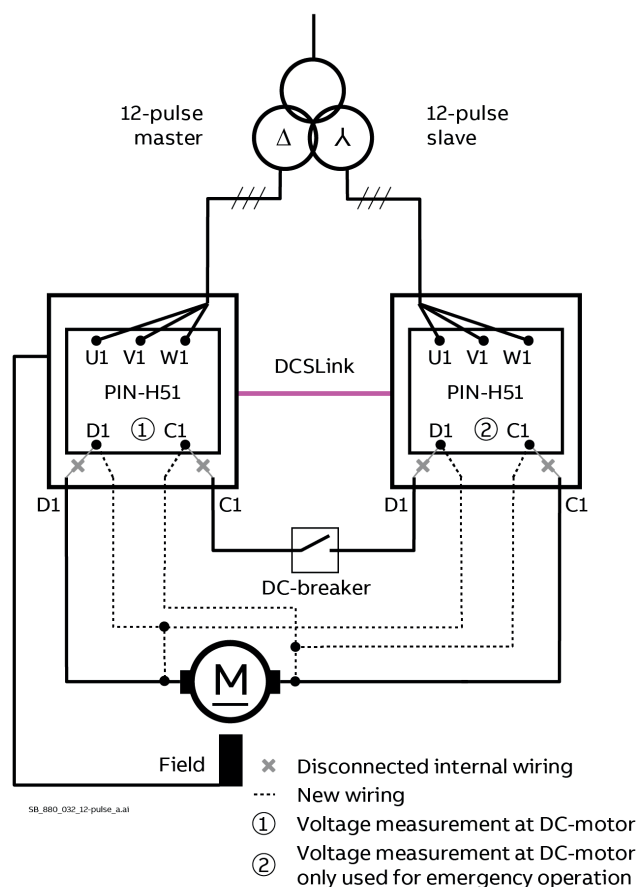 12-pulse
master
12-pulse
slave
Δ
Y
U1 V1 W1
PIN-H51
D1 ① C1
DCSLink
U1 V1 W1
PIN-H51
D1 ② C1
D1
C1
D1
C1
DC-breaker
M
Field
SB_880_032_12-pulse_a.ai
Disconnected internal wiring
New wiring
① Voltage measurement at DC-motor
② Voltage measurement at DC-motor
only used for emergency operation